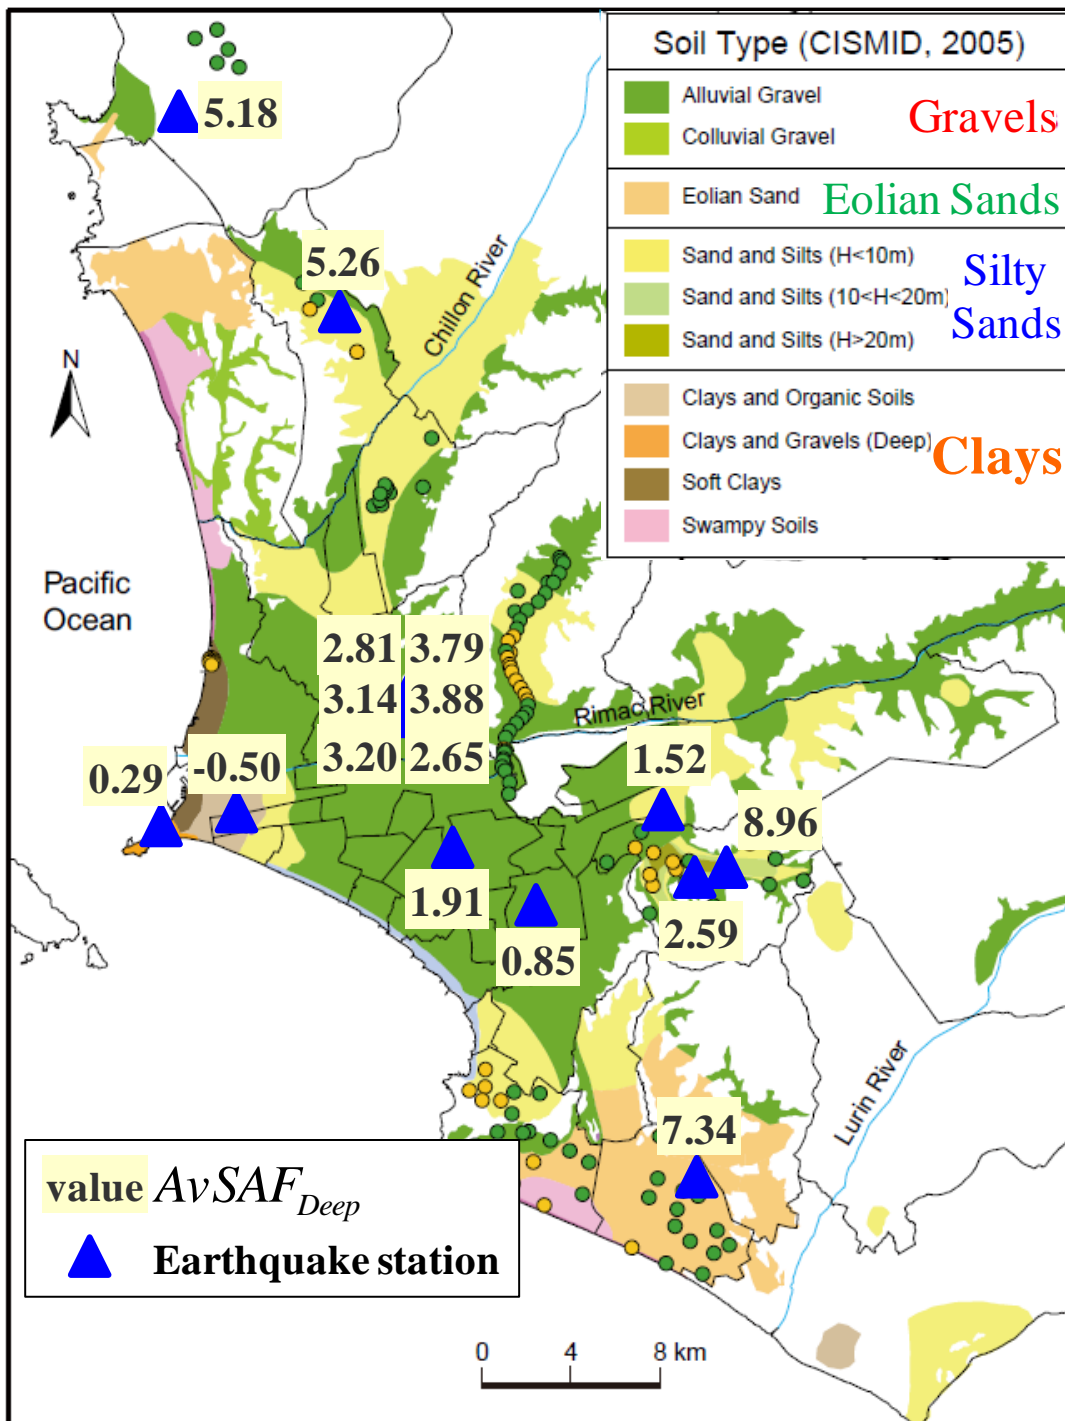 Soil Type (CISMID, 2005)
Alluvial Gravel
Colluvial Gravel
Gravels
Eolian Sand
Eolian Sands
Sand and Silts (H<10m)
Sand and Silts (10<H<20m)
Sand and Silts (H>20m)
Silty
Sands
Clays and Organic Soils
Clays and Gravels (Deep)
Soft Clays
Swampy Soils
Clays
5.18
5.26
Chillon River
N
Pacific
Ocean
2.81 3.79
3.14 3.88
3.20 2.65
Rimac River
0.29
-0.50
1.52
8.96
1.91
2.59
0.85
Lurin River
7.34
value AvSAF Deep
Earthquake station
0 4 8 km